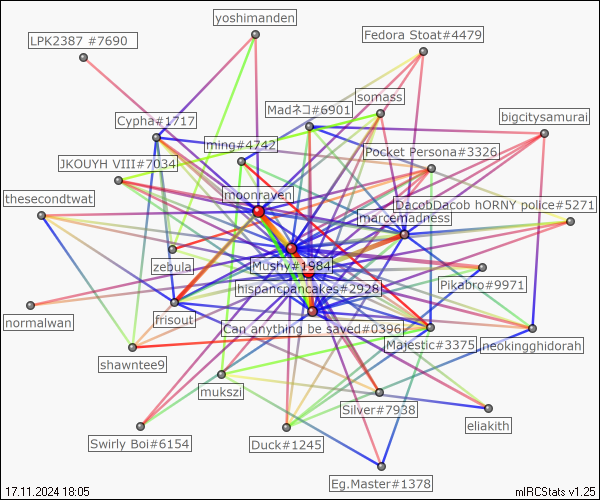 yoshimanden
LPK2387 #7690
Fedora Stoat#4479
somass
Madネコ#6901
Cypha#1717
bigcitysamurai
ming#4742
Pocket Persona#3326
JKOUYH VIII#7034
moonraven
thesecondtwat
DacobDacob hORNY police#5271
marcemadness
zebula
Mushy#1984
Pikabro#9971
hispancpancakes#2928
normalwan
frisout
Can anything be saved#0396
Majestic#3375
neokingghidorah
shawntee9
mukszi
Silver#7938
eliakith
Swirly Boi#6154
Duck#1245
Eg.Master#1378
17.11.2024 18:05
mIRCStats v1.25